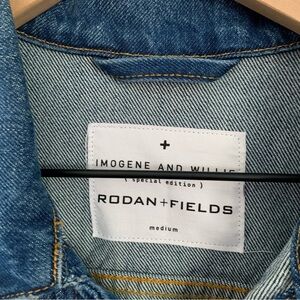 +
IMOGENE AND WILLIE
( special edition )
RODAN+FIELDS
medium